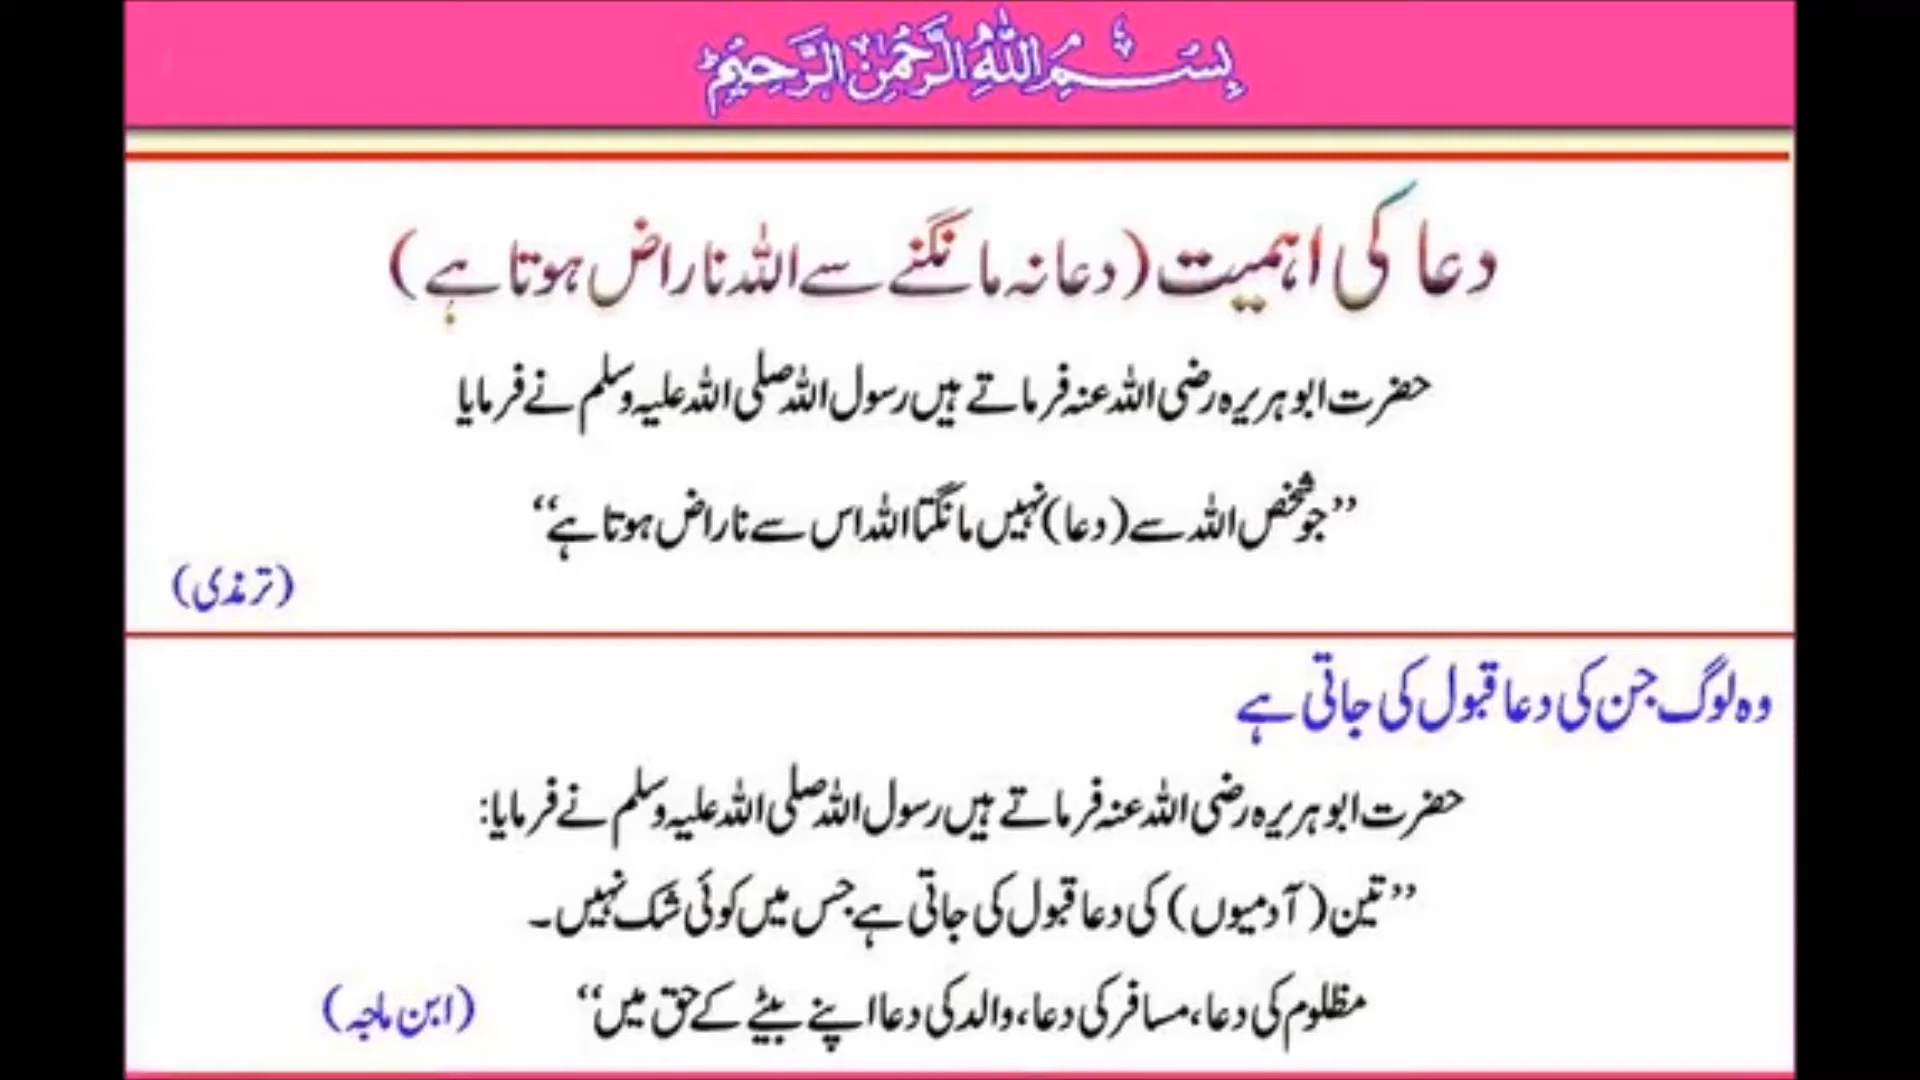 بِسْمِ اللهِ الرَّحْمٰنِ الرَّحِيْمِ
دعا کی اہمیت (دعا نہ مانگنے سے اللہ ناراض ہوتا ہے)
حضرت ابو ہریرہ رضی اللہ عنہ فرماتے ہیں رسول اللہ صلی اللہ علیہ وسلم نے فرمایا
”جو شخص اللہ سے (دعا) نہیں مانگتا اللہ اس سے ناراض ہوتا ہے“
(ترمذی)
وہ لوگ جن کی دعا قبول کی جاتی ہے
حضرت ابو ہریرہ رضی اللہ عنہ فرماتے ہیں رسول اللہ صلی اللہ علیہ وسلم نے فرمایا:
”تین (آدمیوں) کی دعا قبول کی جاتی ہے جس میں کوئی شک نہیں۔
مظلوم کی دعا، مسافر کی دعا، والد کی دعا اپنے بیٹے کے حق میں“ (ابن ماجہ)